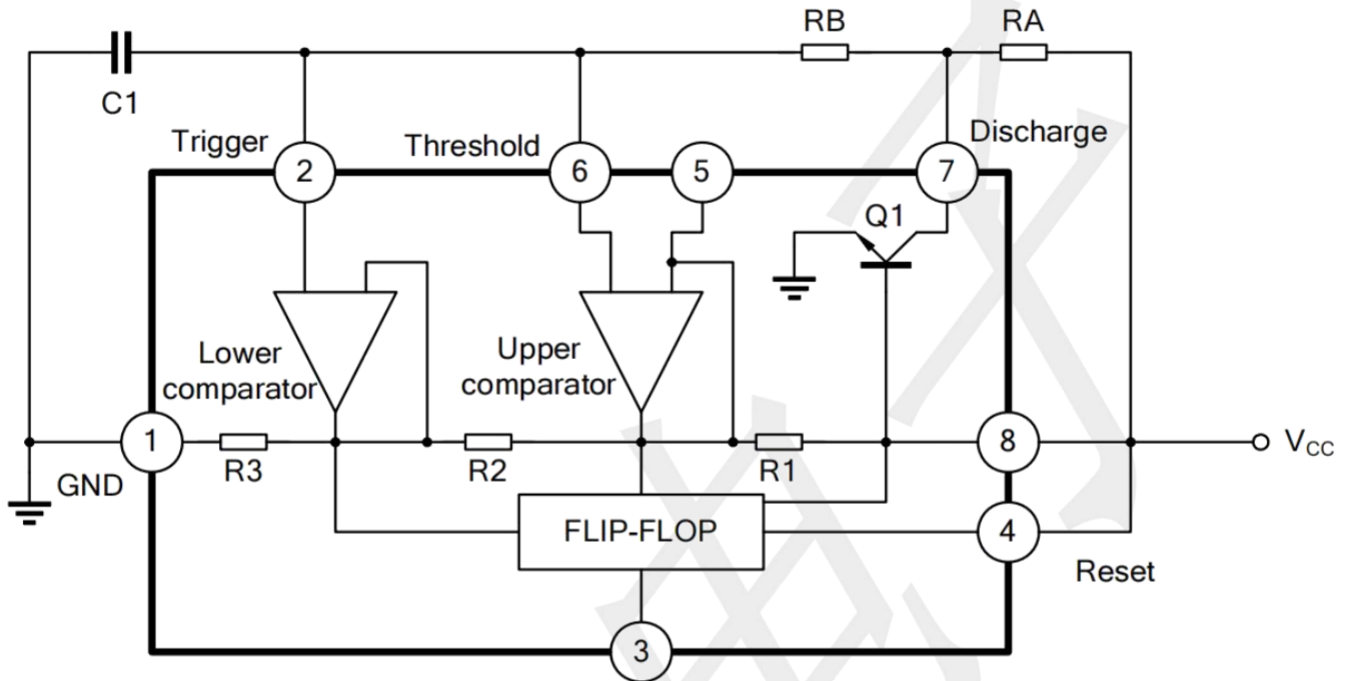 RB
RA
C1
Trigger
Threshold
Discharge
2
6
5
7
Q1
Lower
comparator
Upper
comparator
1
8
V_CC
GND
R3
R2
R1
FLIP-FLOP
4
Reset
3